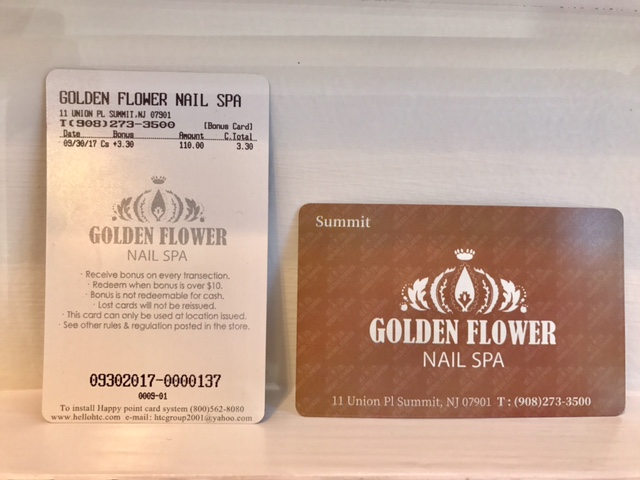 GOLDEN FLOWER NAIL SPA
11 UNION PL SUMMIT,NJ 07901
T(908)273-3500 [Bonus Card]
Date Bonus Amount C.Total
09/30/17 Cs +3.30 110.00 3.30
GOLDEN FLOWER
NAIL SPA
· Receive bonus on every transection.
· Redeem when bonus is over $10.
· Bonus is not redeemable for cash.
· Lost cards will not be reissued.
· This card can only be used at location issued.
· See other rules & regulation posted in the store.
09302017-0000137
0009-01
To install Happy point card system (800)562-8080
www.hellohtc.com e-mail: htcgroup2001@yahoo.com
Summit
GOLDEN FLOWER
NAIL SPA
11 Union Pl Summit, NJ 07901 T : (908)273-3500